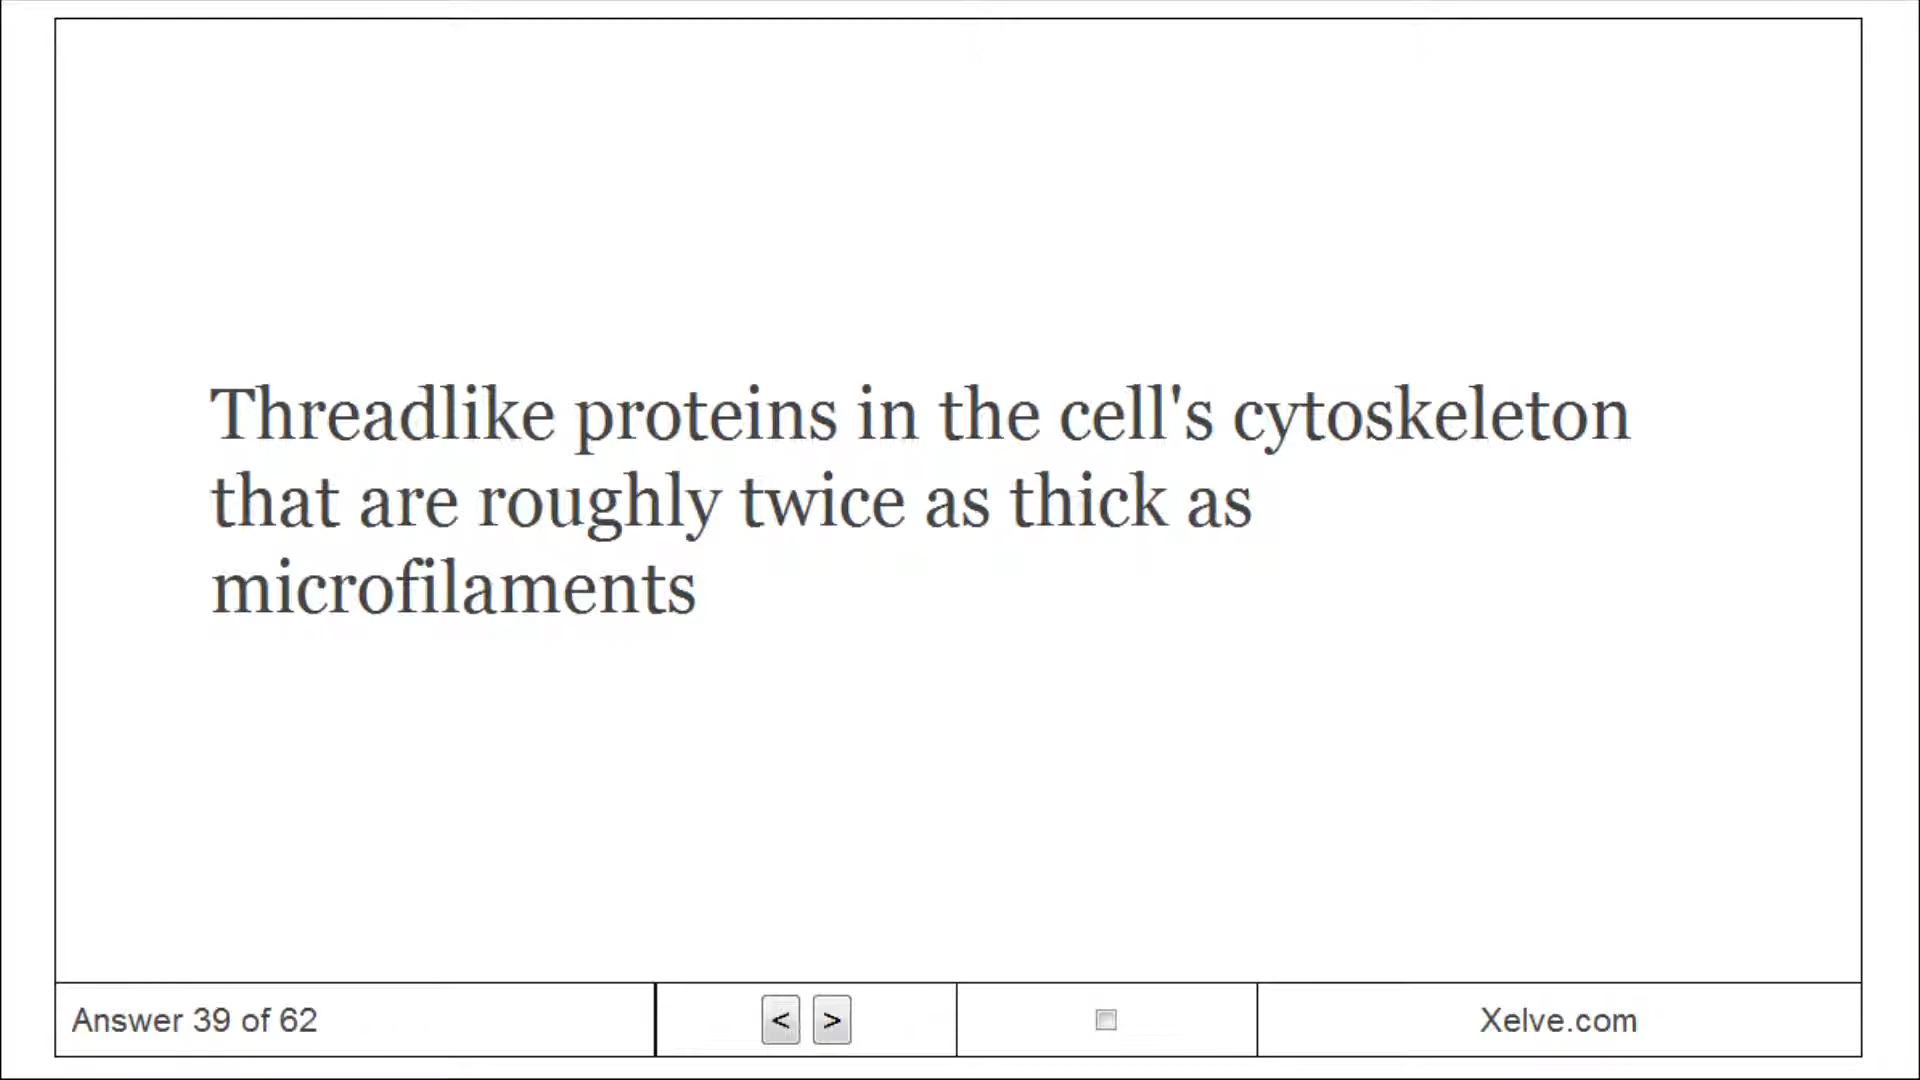 Threadlike proteins in the cell's cytoskeleton
that are roughly twice as thick as
microfilaments
Answer 39 of 62
< >
Xelve.com